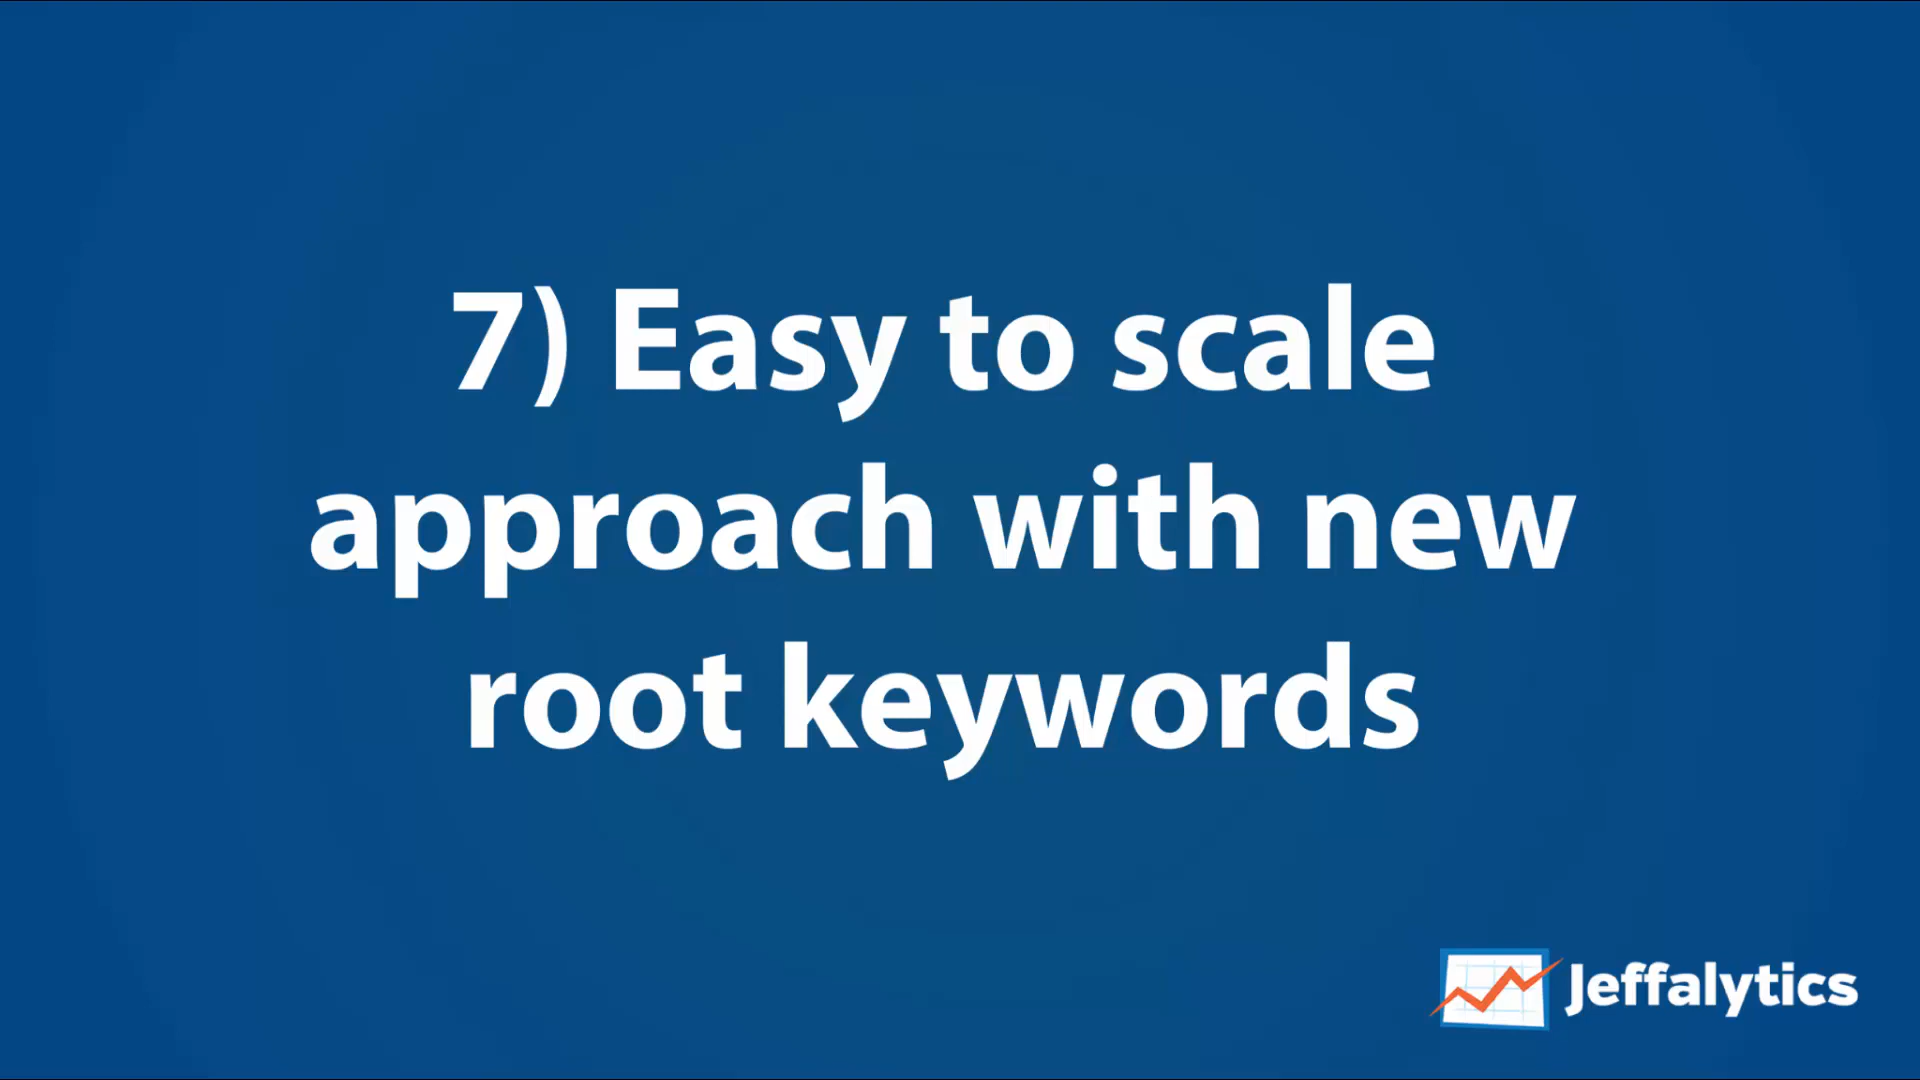 7) Easy to scale
approach with new
root keywords
Jeffalytics